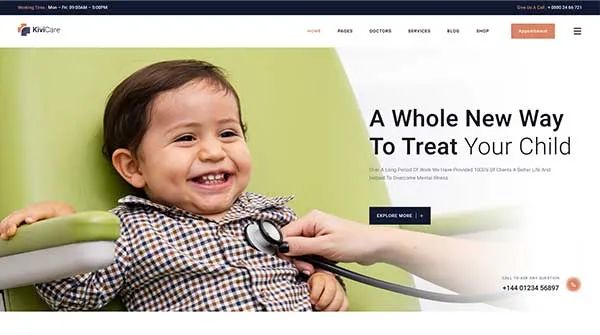 Working Time : Mon - Fri: 09:00AM - 5:00PM
Give Us A Call : + 0800 24 66 721
KiviCare
HOME
PAGES
DOCTORS
SERVICES
BLOG
SHOP
Appointment
A Whole New Way
To Treat Your Child
Over A Long Period Of Work We Have Provided 1000's Of Clients A Better Life And
Helped To Overcome Mental Illness
EXPLORE MORE | +
CALL TO ASK ANY QUESTION
+144 01234 56897